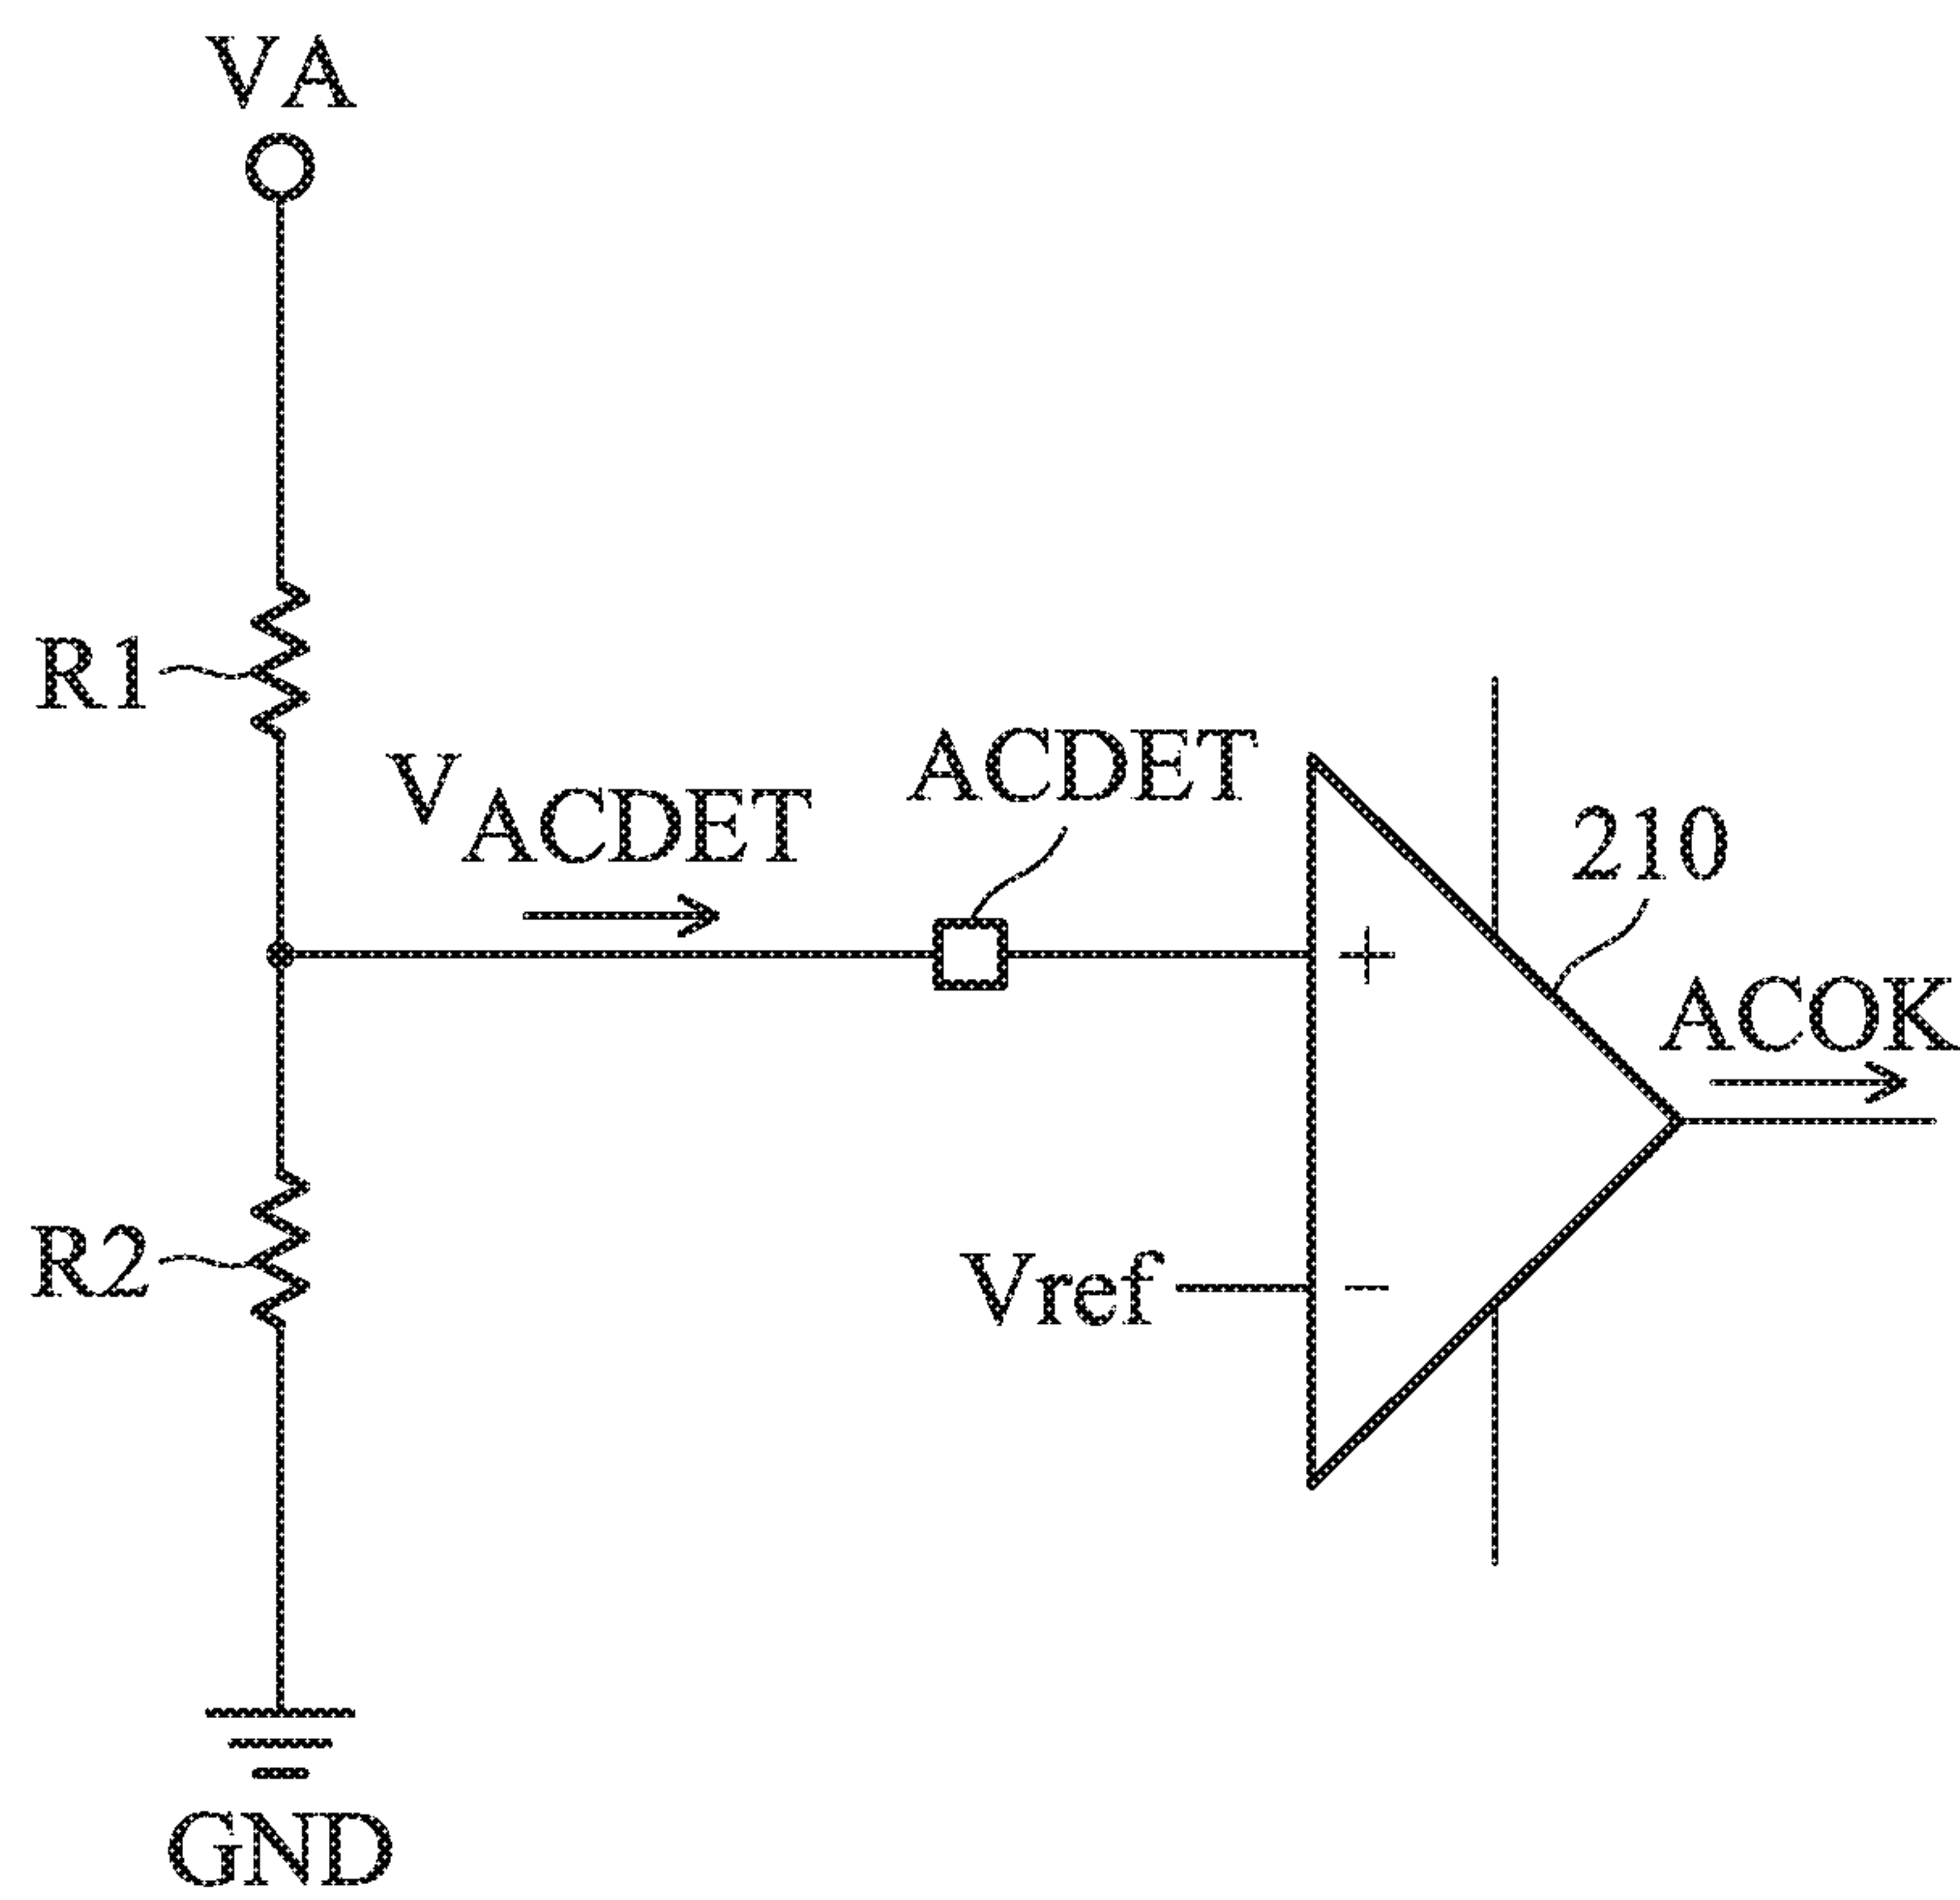 VA
R1
VACDET
ACDET
210
+
ACOK
R2
Vref
−
GND